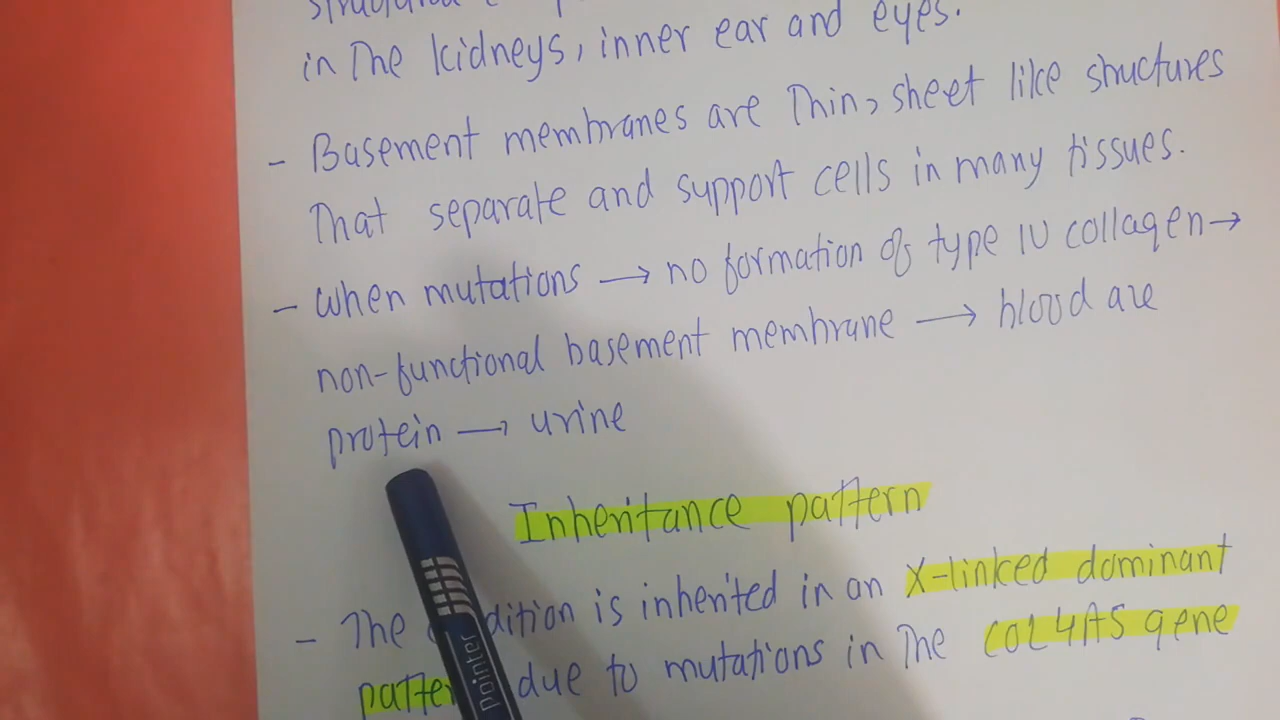 in The kidneys, inner ear and eyes.
- Basement membranes are Thin, sheet like structures
That separate and support cells in many tissues.
- When mutations → no formation of type IV collagen →
non-functional basement membrane → blood are
protein → urine
Inheritance pattern
- The is inherited in an X-linked dominant
due to mutations in The COL4A5 gene
pointer